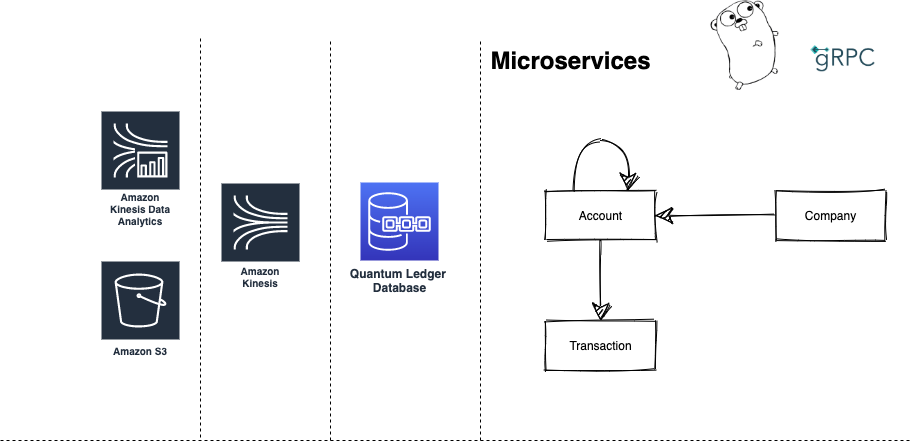 Microservices
gRPC
Amazon
Kinesis Data
Analytics
Amazon
Kinesis
Quantum Ledger
Database
Account
Company
Amazon S3
Transaction